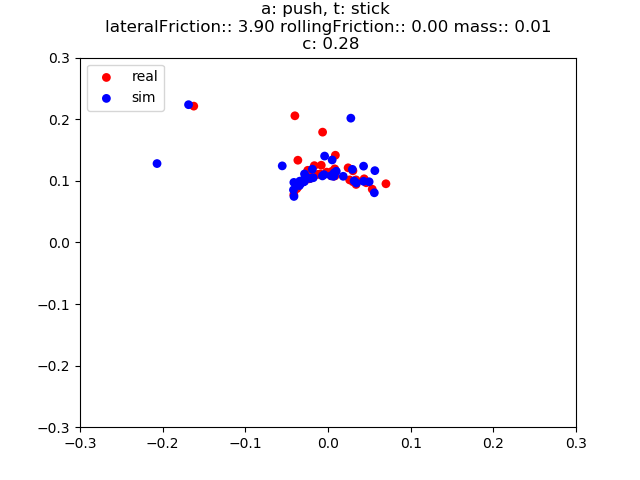 a: push, t: stick
lateralFriction:: 3.90 rollingFriction:: 0.00 mass:: 0.01
c: 0.28
real
sim
0.3
0.2
0.1
0.0
−0.1
−0.2
−0.3
−0.3 −0.2 −0.1 0.0 0.1 0.2 0.3